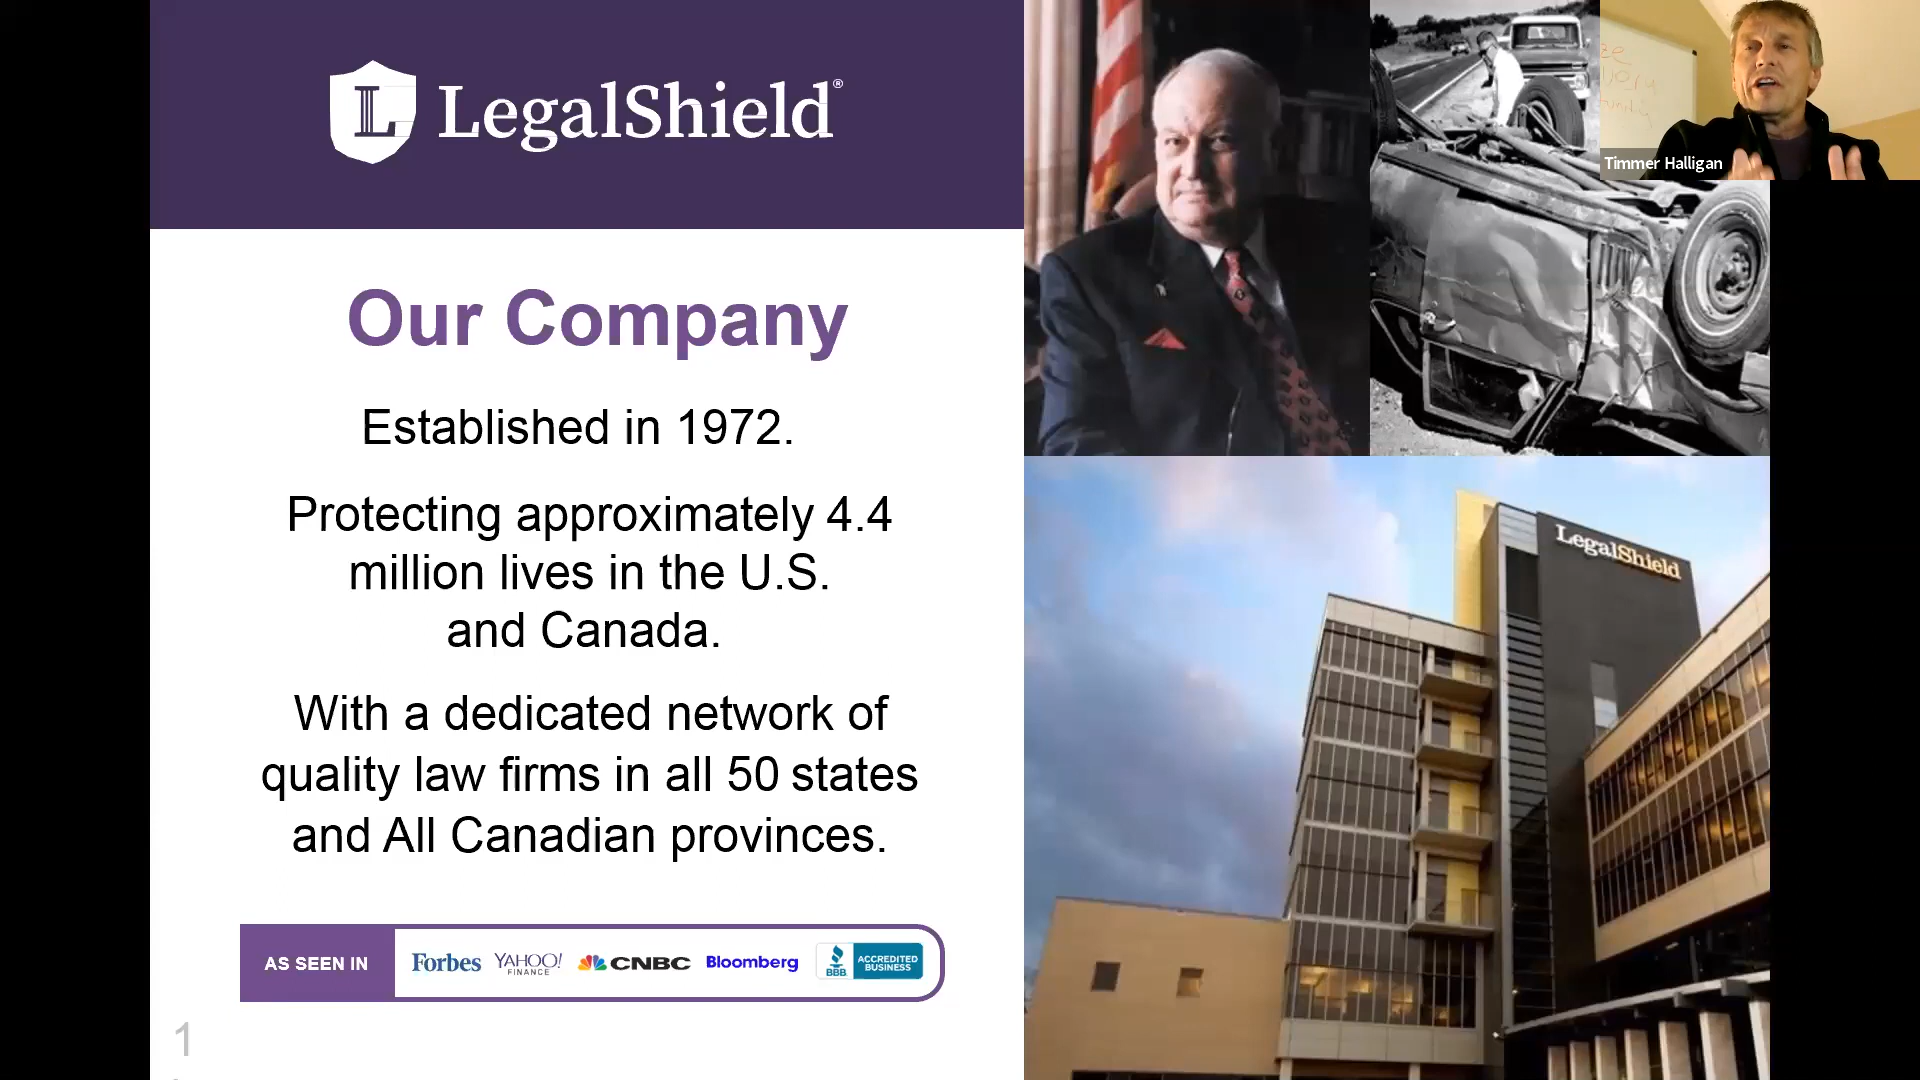 LegalShield®
Our Company
Established in 1972.
Protecting approximately 4.4
million lives in the U.S.
and Canada.
With a dedicated network of
quality law firms in all 50 states
and All Canadian provinces.
AS SEEN IN
Forbes
YAHOO!
FINANCE
CNBC
Bloomberg
BBB
ACCREDITED
BUSINESS
1
LegalShield
Timmer Halligan